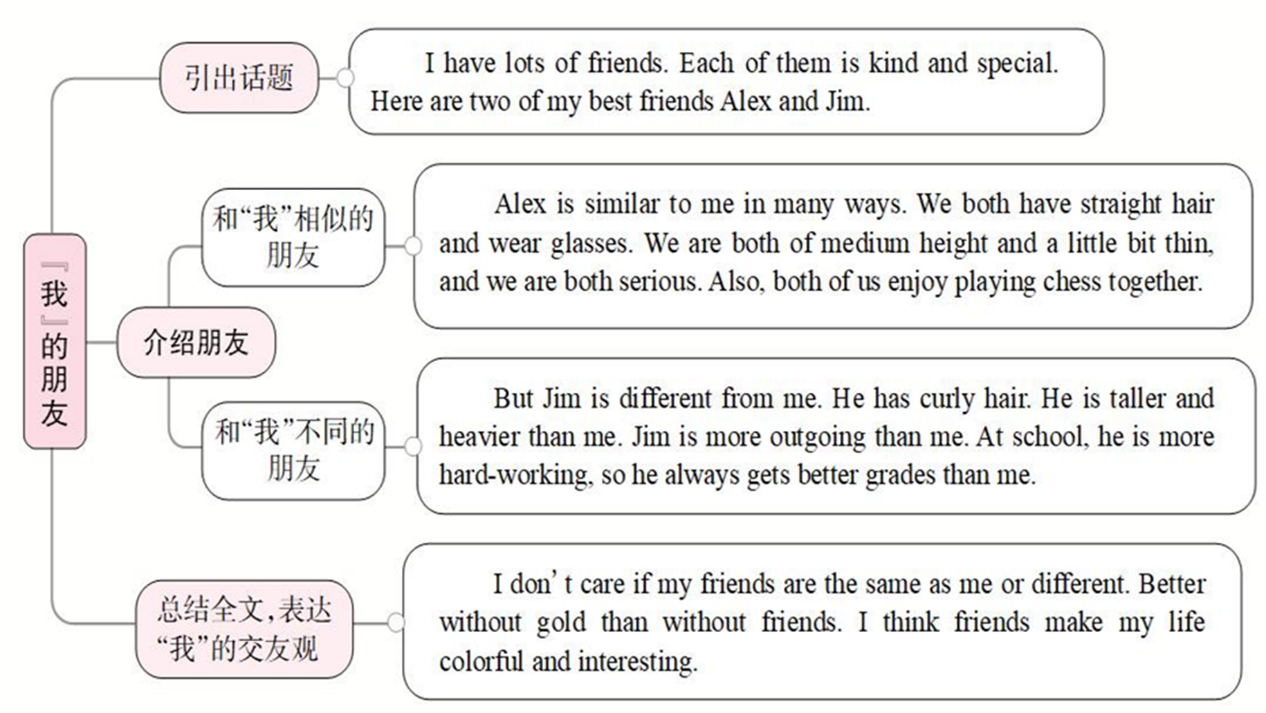 『我』的朋友
引出话题
I have lots of friends. Each of them is kind and special.
Here are two of my best friends Alex and Jim.
介绍朋友
和“我”相似的
朋友
Alex is similar to me in many ways. We both have straight hair
and wear glasses. We are both of medium height and a little bit thin,
and we are both serious. Also, both of us enjoy playing chess together.
和“我”不同的
朋友
But Jim is different from me. He has curly hair. He is taller and
heavier than me. Jim is more outgoing than me. At school, he is more
hard-working, so he always gets better grades than me.
总结全文,表达
“我”的交友观
I don’t care if my friends are the same as me or different. Better
without gold than without friends. I think friends make my life
colorful and interesting.